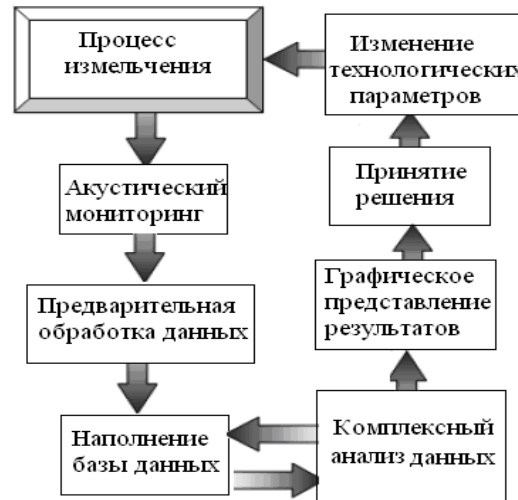 Процесс
измельчения
Акустический
мониторинг
Предварительная
обработка данных
Наполнение
базы данных
Комплексный
анализ данных
Графическое
представление
результатов
Принятие
решения
Изменение
технологических
параметров